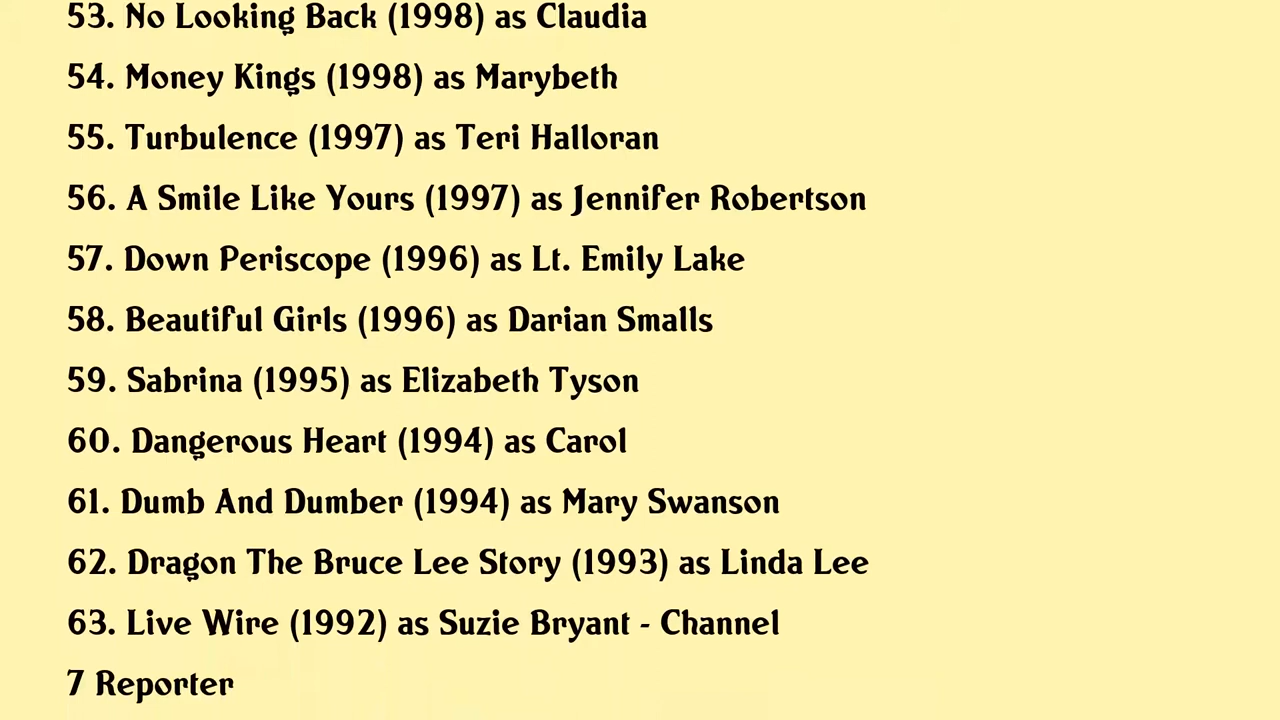 53. No Looking Back (1998) as Claudia
54. Money Kings (1998) as Marybeth
55. Turbulence (1997) as Teri Halloran
56. A Smile Like Yours (1997) as Jennifer Robertson
57. Down Periscope (1996) as Lt. Emily Lake
58. Beautiful Girls (1996) as Darian Smalls
59. Sabrina (1995) as Elizabeth Tyson
60. Dangerous Heart (1994) as Carol
61. Dumb And Dumber (1994) as Mary Swanson
62. Dragon The Bruce Lee Story (1993) as Linda Lee
63. Live Wire (1992) as Suzie Bryant - Channel
7 Reporter